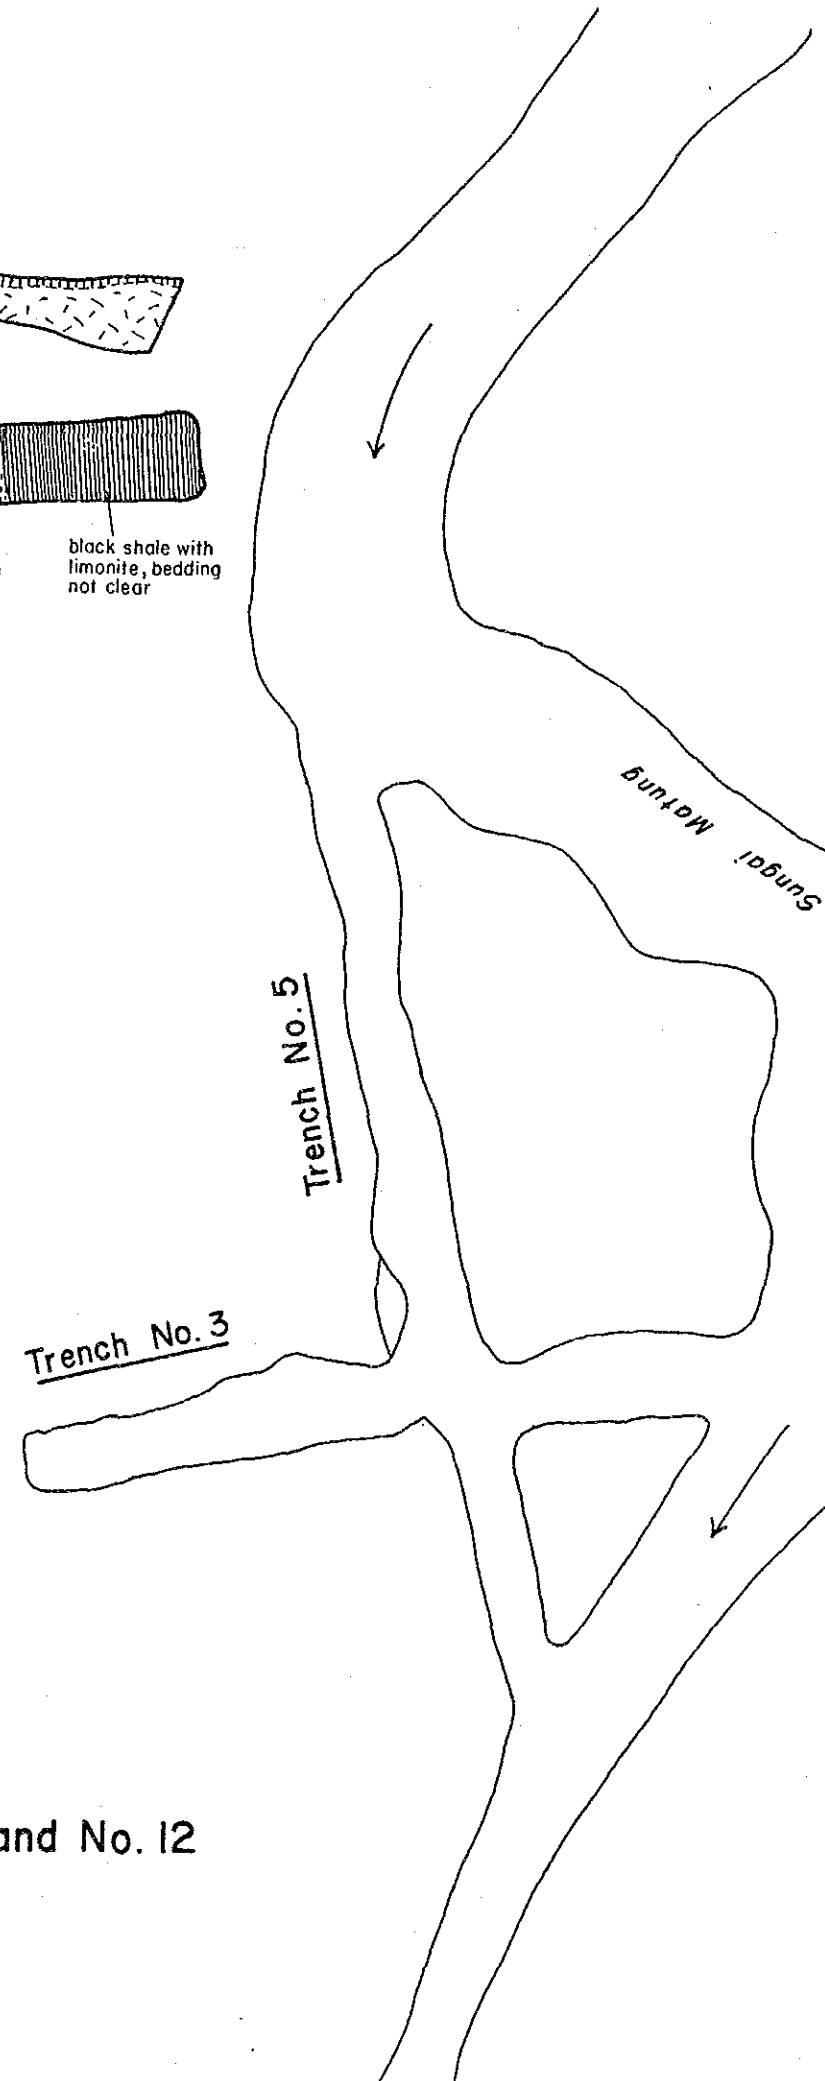 black shale with
limonite, bedding
not clear
Sungai Matung
Trench No. 5
Trench No. 3
and No. 12